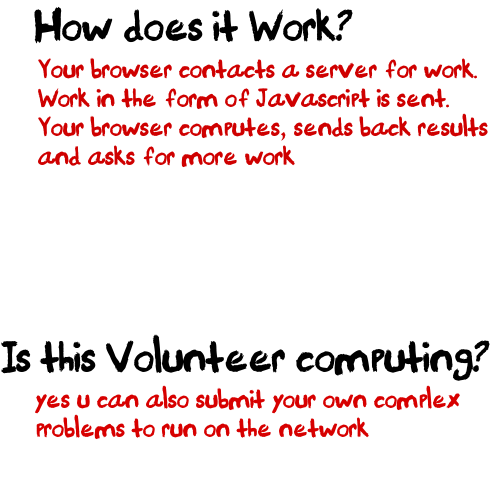 How does it Work?
Your browser contacts a server for work.
Work in the form of Javascript is sent.
Your browser computes, sends back results
and asks for more work
Is this Volunteer computing?
yes u can also submit your own complex
problems to run on the network